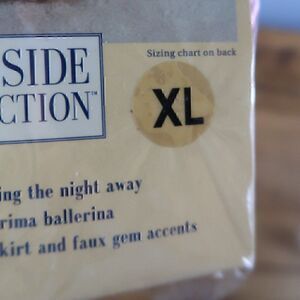 Sizing chart on back
SIDE
CTION™
XL
ing the night away
rima ballerina
kirt and faux gem accents